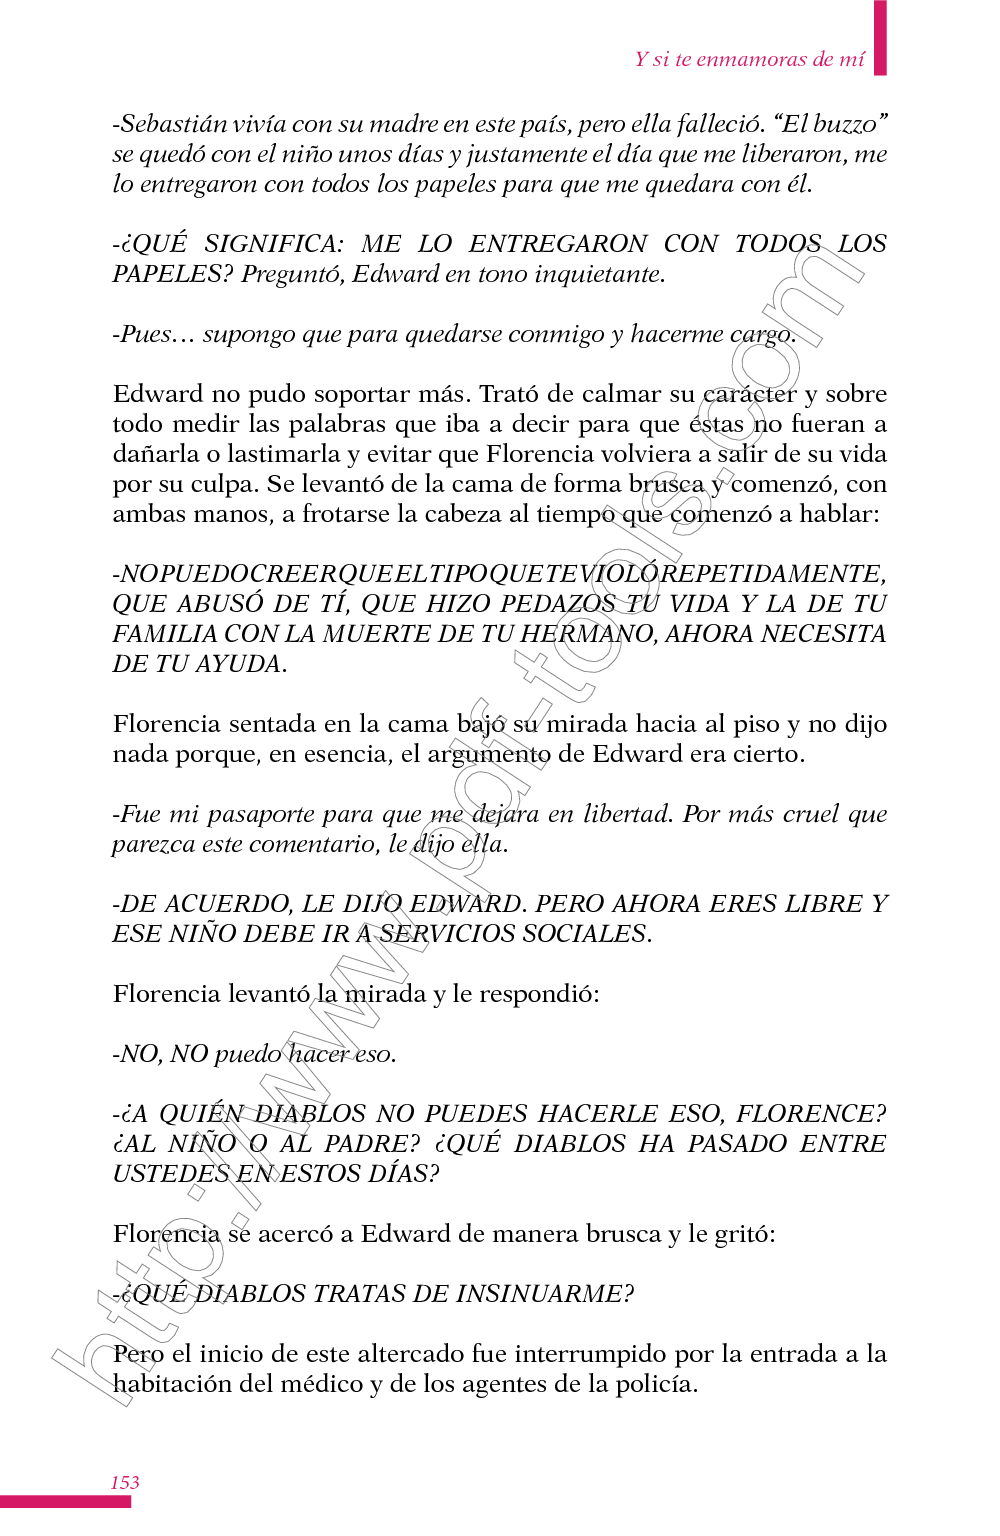 Y si te enmamoras de mí
-Sebastián vivía con su madre en este país, pero ella falleció. “El buzzo”
se quedó con el niño unos días y justamente el día que me liberaron, me
lo entregaron con todos los papeles para que me quedara con él.
-¿QUÉ SIGNIFICA: ME LO ENTREGARON CON TODOS LOS
PAPELES? Preguntó, Edward en tono inquietante.
-Pues… supongo que para quedarse conmigo y hacerme cargo.
Edward no pudo soportar más. Trató de calmar su carácter y sobre
todo medir las palabras que iba a decir para que éstas no fueran a
dañarla o lastimarla y evitar que Florencia volviera a salir de su vida
por su culpa. Se levantó de la cama de forma brusca y comenzó, con
ambas manos, a frotarse la cabeza al tiempo que comenzó a hablar:
-NO PUEDO CREER QUE EL TIPO QUE TE VIOLÓ REPETIDAMENTE,
QUE ABUSÓ DE TÍ, QUE HIZO PEDAZOS TU VIDA Y LA DE TU
FAMILIA CON LA MUERTE DE TU HERMANO, AHORA NECESITA
DE TU AYUDA.
Florencia sentada en la cama bajó su mirada hacia al piso y no dijo
nada porque, en esencia, el argumento de Edward era cierto.
-Fue mi pasaporte para que me dejara en libertad. Por más cruel que
parezca este comentario, le dijo ella.
-DE ACUERDO, LE DIJO EDWARD. PERO AHORA ERES LIBRE Y
ESE NIÑO DEBE IR A SERVICIOS SOCIALES.
Florencia levantó la mirada y le respondió:
-NO, NO puedo hacer eso.
-¿A QUIÉN DIABLOS NO PUEDES HACERLE ESO, FLORENCE?
¿AL NIÑO O AL PADRE? ¿QUÉ DIABLOS HA PASADO ENTRE
USTEDES EN ESTOS DÍAS?
Florencia se acercó a Edward de manera brusca y le gritó:
-¿QUÉ DIABLOS TRATAS DE INSINUARME?
Pero el inicio de este altercado fue interrumpido por la entrada a la
habitación del médico y de los agentes de la policía.
153
http://www.pdf-tools.com